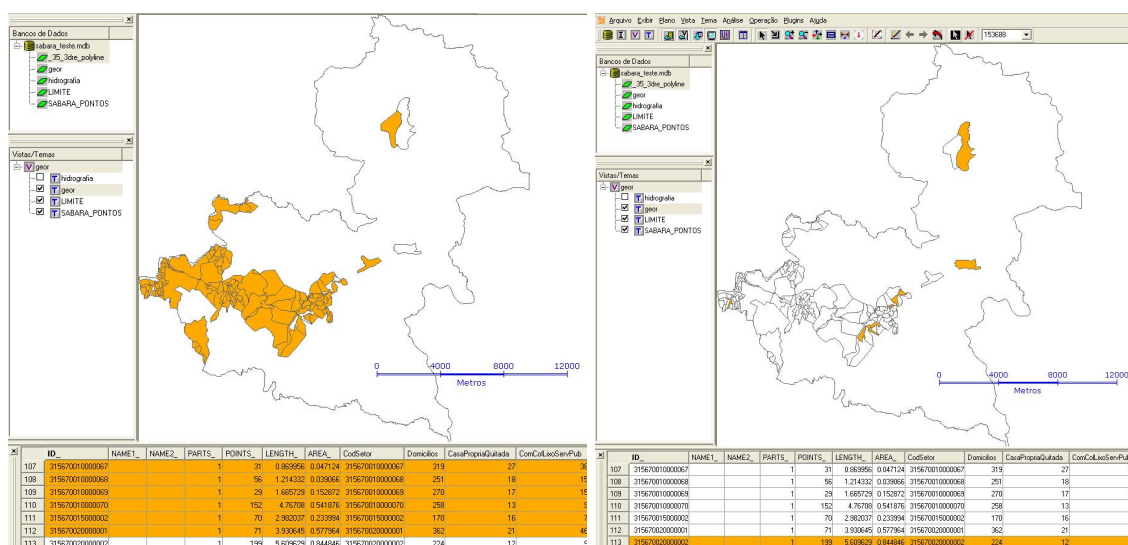 Bancos de Dados
sabara_teste.mdb
_35_3dre_polyline
geor
hidrografia
LIMITE
SABARA_PONTOS
Vistas/Temas
geor
hidrografia
geor
LIMITE
SABARA_PONTOS
0 4000 8000 12000
Metros
ID_ NAME1_ NAME2_ PARTS_ POINTS_ LENGTH_ AREA_ CodSetor Domicilios CasaPropriaQuitada ComColLixoServPub
107 315670010000067 1 31 0.869956 0.047124 315670010000067 319 27
108 315670010000068 1 56 1.214332 0.039066 315670010000068 251 18
109 315670010000069 1 29 1.665729 0.152872 315670010000069 270 17
110 315670010000070 1 152 4.76708 0.541876 315670010000070 258 13
111 315670015000002 1 70 2.982037 0.233994 315670015000002 170 16
112 315670020000001 1 71 3.930645 0.577964 315670020000001 362 21
113 315670020000002 1 199 5.609629 0.844846 315670020000002 224 12
Arquivo Exibir Plano Vista Tema Análise Operação Plugins Ajuda
153688
Bancos de Dados
sabara_teste.mdb
_35_3dre_polyline
geor
hidrografia
LIMITE
SABARA_PONTOS
Vistas/Temas
geor
hidrografia
geor
LIMITE
SABARA_PONTOS
0 4000 8000 12000
Metros
ID_ NAME1_ NAME2_ PARTS_ POINTS_ LENGTH_ AREA_ CodSetor Domicilios CasaPropriaQuitada ComColLixoServPub
107 315670010000067 1 31 0.869956 0.047124 315670010000067 319 27
108 315670010000068 1 56 1.214332 0.039066 315670010000068 251 18
109 315670010000069 1 29 1.665729 0.152872 315670010000069 270 17
110 315670010000070 1 152 4.76708 0.541876 315670010000070 258 13
111 315670015000002 1 70 2.982037 0.233994 315670015000002 170 16
112 315670020000001 1 71 3.930645 0.577964 315670020000001 362 21
113 315670020000002 1 199 5.609629 0.844846 315670020000002 224 12